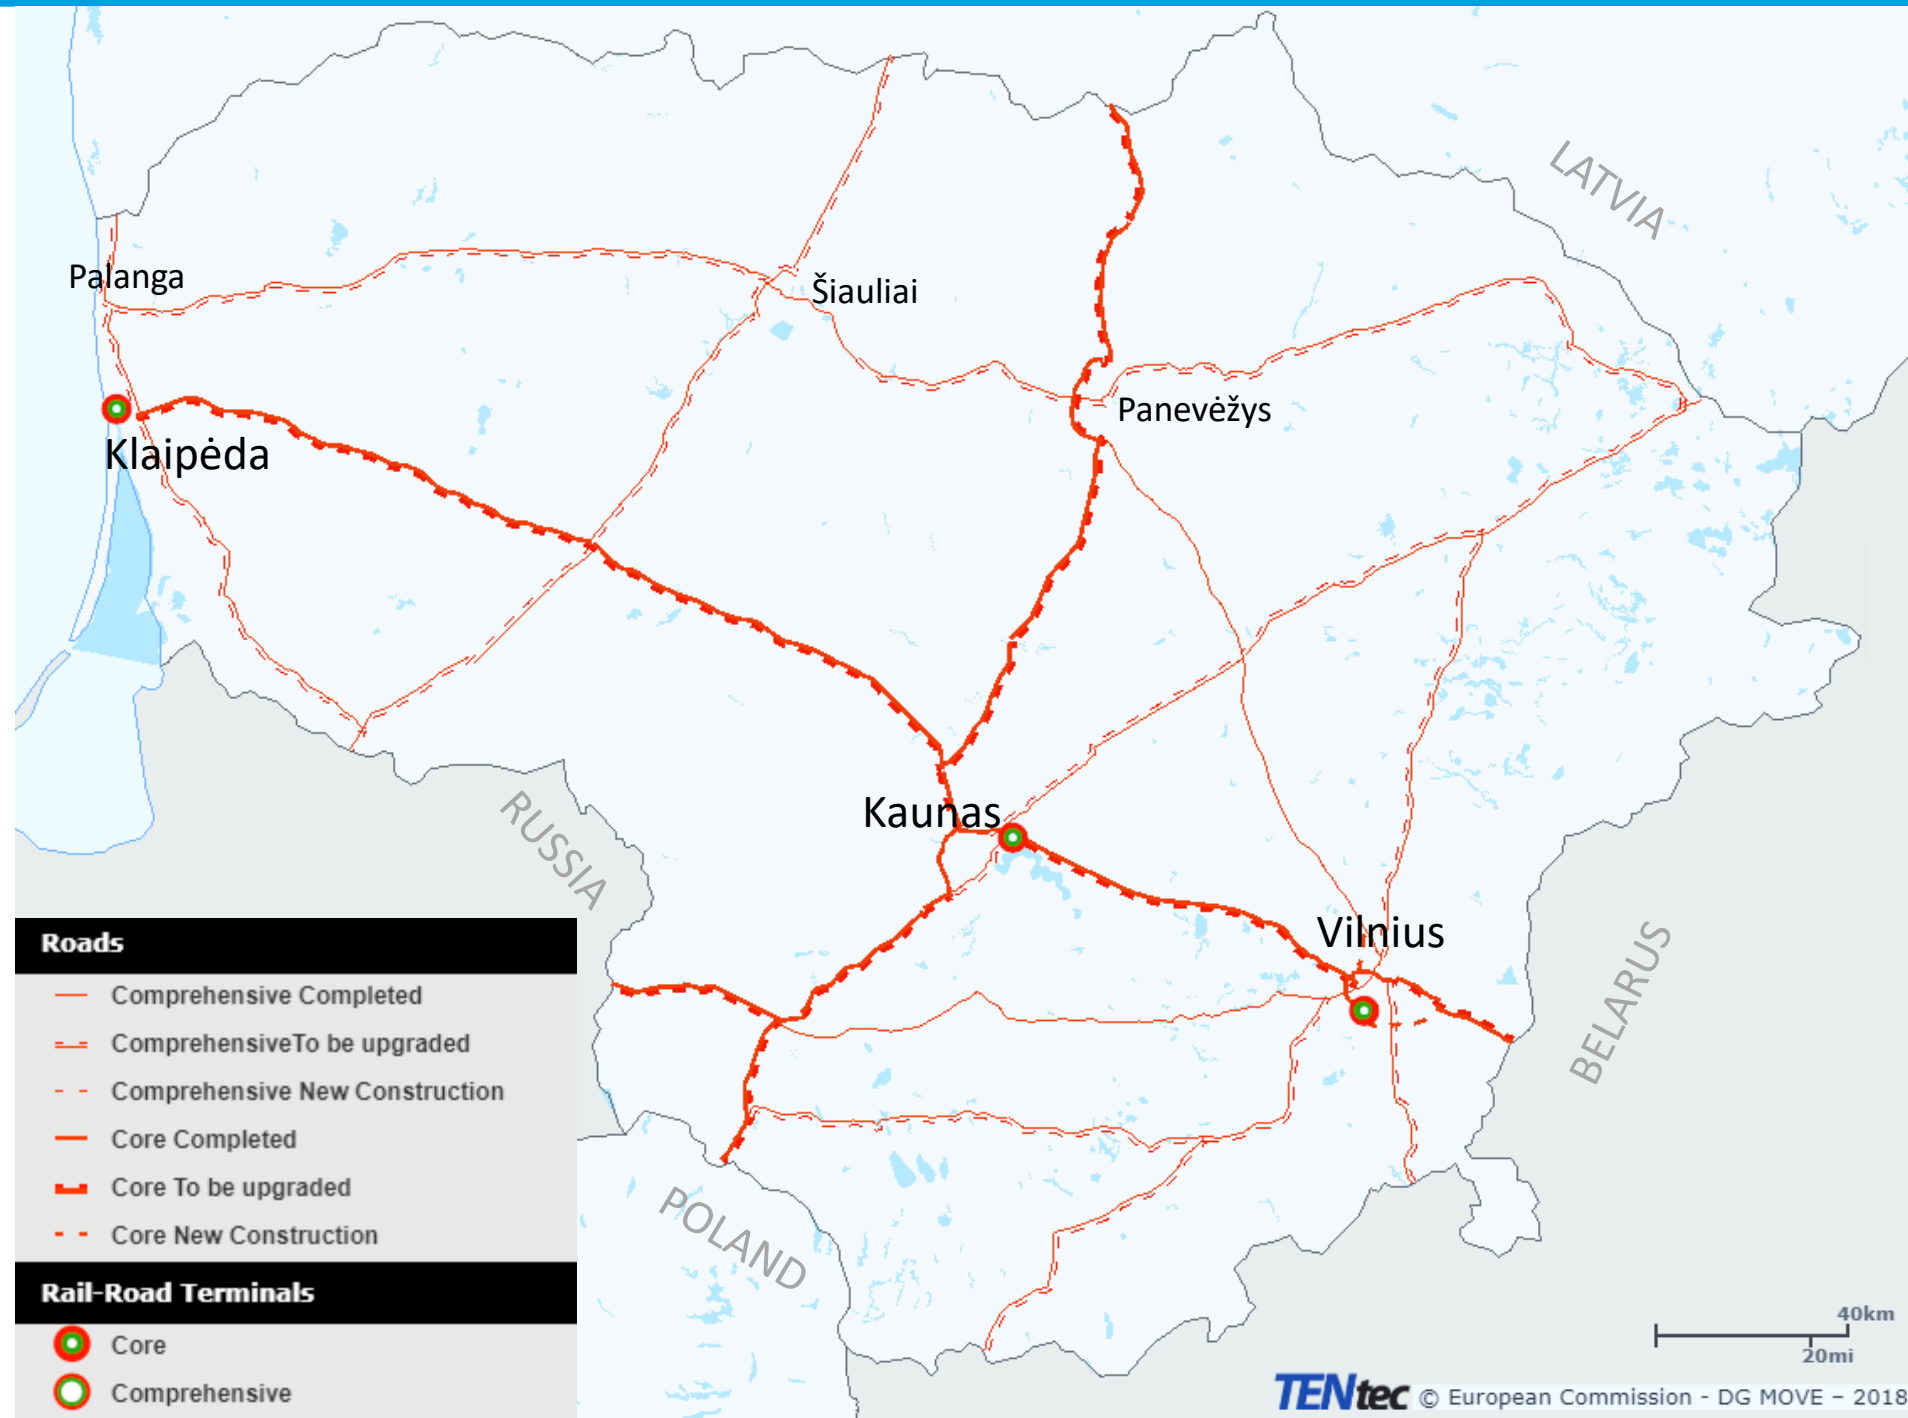 LATVIA
Palanga
Šiauliai
Panevėžys
Klaipėda
Kaunas
RUSSIA
Vilnius
BELARUS
POLAND
Roads
Comprehensive Completed
ComprehensiveTo be upgraded
Comprehensive New Construction
Core Completed
Core To be upgraded
Core New Construction
Rail-Road Terminals
Core
Comprehensive
40km
20mi
TENtec © European Commission - DG MOVE – 2018